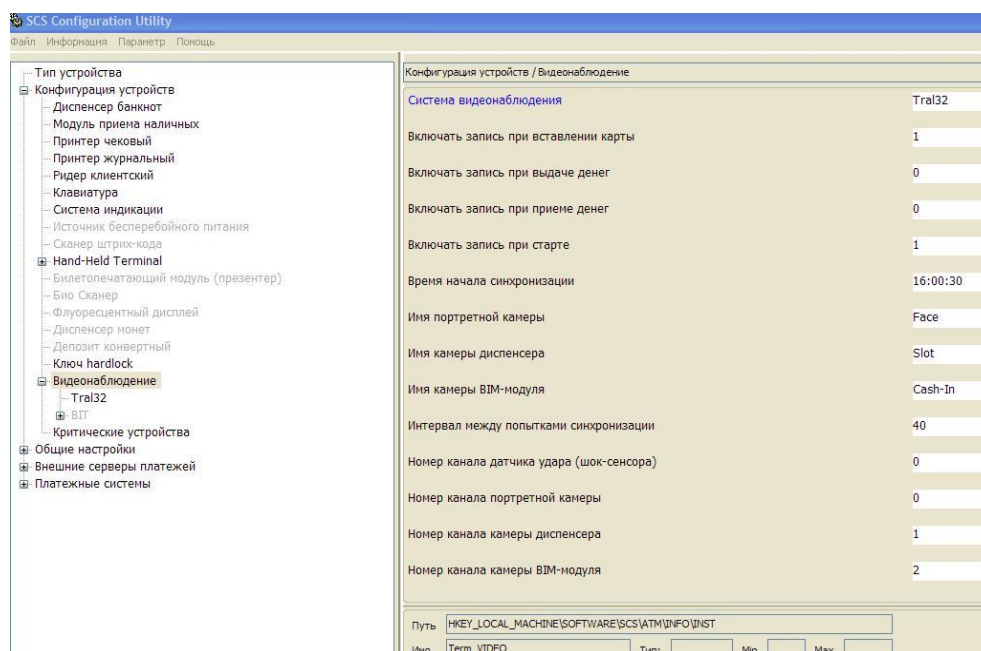 SCS Configuration Utility
Файл Информация Параметр Помощь
Тип устройства
Конфигурация устройств
Диспенсер банкнот
Модуль приема наличных
Принтер чековый
Принтер журнальный
Ридер клиентский
Клавиатура
Система индикации
Источник бесперебойного питания
Сканер штрих-кода
Hand-Held Terminal
Билетопечатающий модуль (презентер)
Био Сканер
Флуоресцентный дисплей
Диспенсер монет
Депозит конвертный
Ключ hardlock
Видеонаблюдение
Tral32
BIT
Критические устройства
Общие настройки
Внешние серверы платежей
Платежные системы
Конфигурация устройств / Видеонаблюдение
Система видеонаблюдения Tral32
Включать запись при вставлении карты 1
Включать запись при выдаче денег 0
Включать запись при приеме денег 0
Включать запись при старте 1
Время начала синхронизации 16:00:30
Имя портретной камеры Face
Имя камеры диспенсера Slot
Имя камеры BIM-модуля Cash-In
Интервал между попытками синхронизации 40
Номер канала датчика удара (шок-сенсора) 0
Номер канала портретной камеры 0
Номер канала камеры диспенсера 1
Номер канала камеры BIM-модуля 2
Путь HKEY_LOCAL_MACHINE\SOFTWARE\SCS\ATM\INFO\INST
Имя Term_VIDEO Тип: Min Max